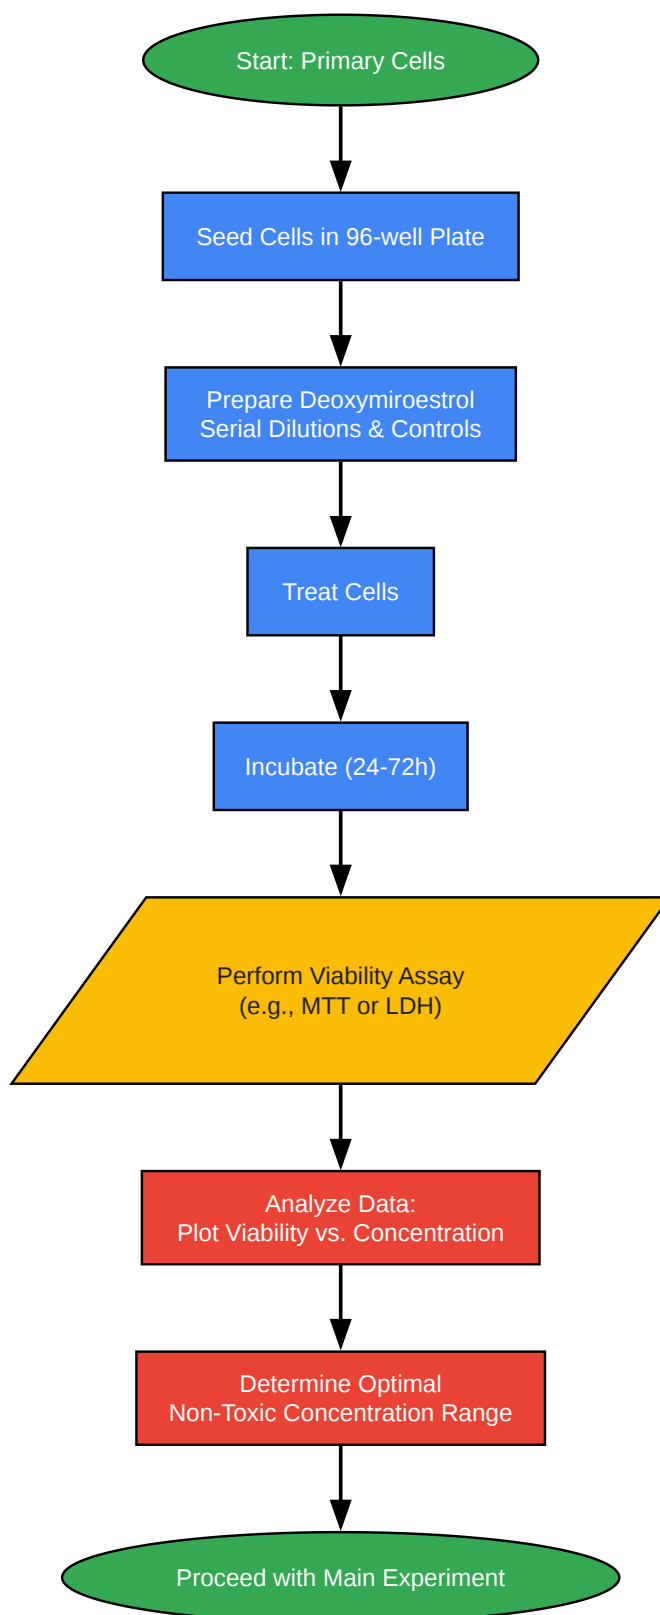 Start: Primary Cells
Seed Cells in 96-well Plate
Prepare Deoxymiroestrol
Serial Dilutions & Controls
Treat Cells
Incubate (24-72h)
Perform Viability Assay
(e.g., MTT or LDH)
Analyze Data:
Plot Viability vs. Concentration
Determine Optimal
Non-Toxic Concentration Range
Proceed with Main Experiment